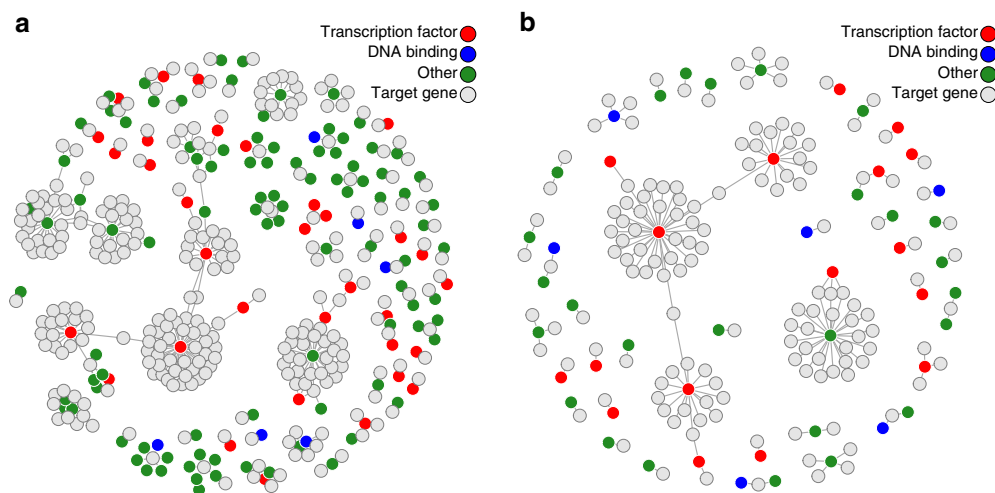 a
Transcription factor
DNA binding
Other
Target gene
b
Transcription factor
DNA binding
Other
Target gene